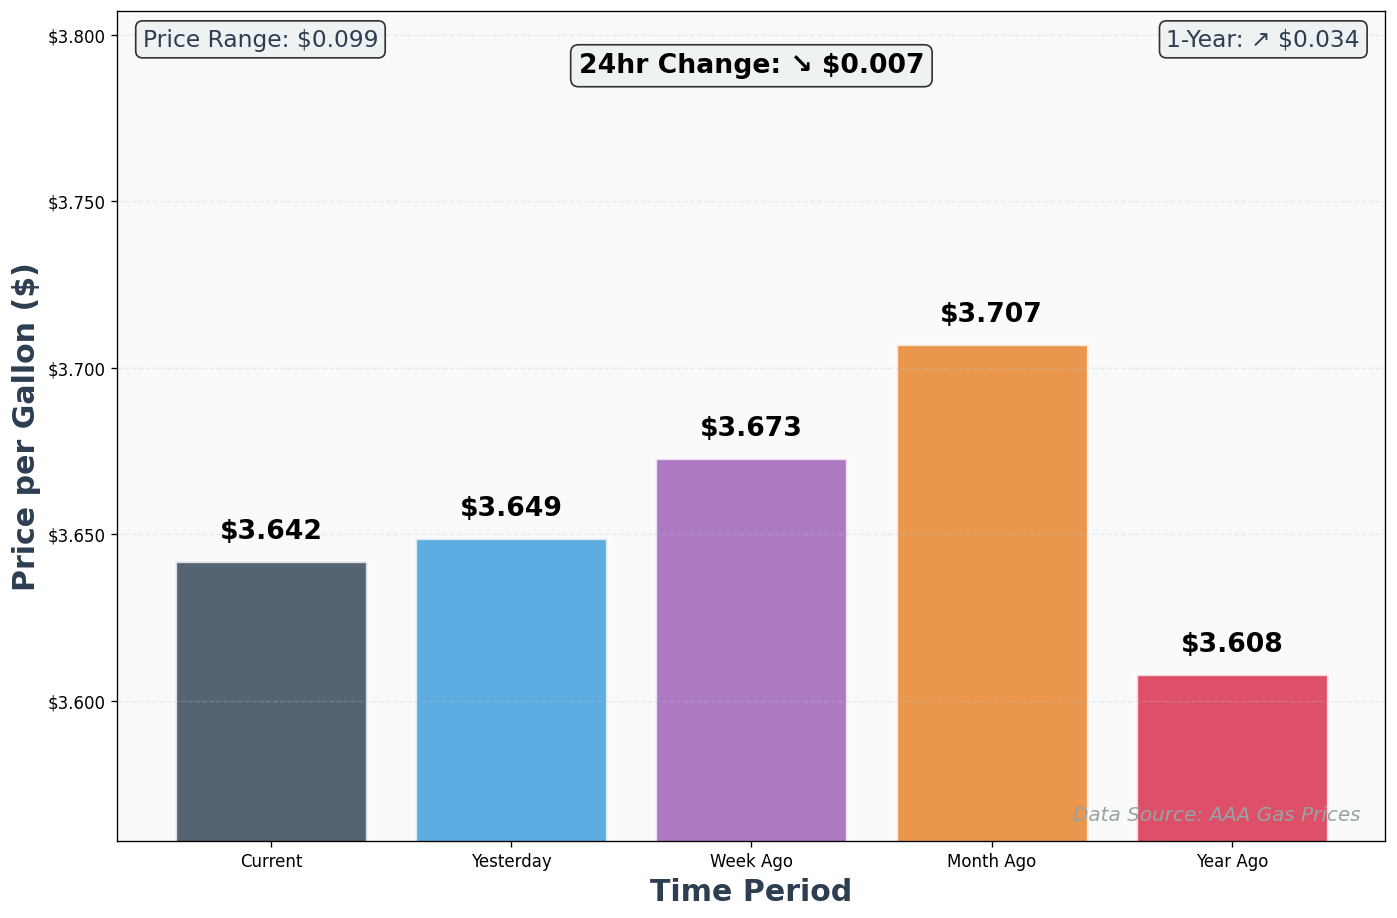 $3.800
$3.750
$3.700
$3.650
$3.600
Price per Gallon ($)
Price Range: $0.099
24hr Change: ↘ $0.007
1-Year: ↗ $0.034
$3.642
$3.649
$3.673
$3.707
$3.608
Data Source: AAA Gas Prices
Current
Yesterday
Week Ago
Month Ago
Year Ago
Time Period